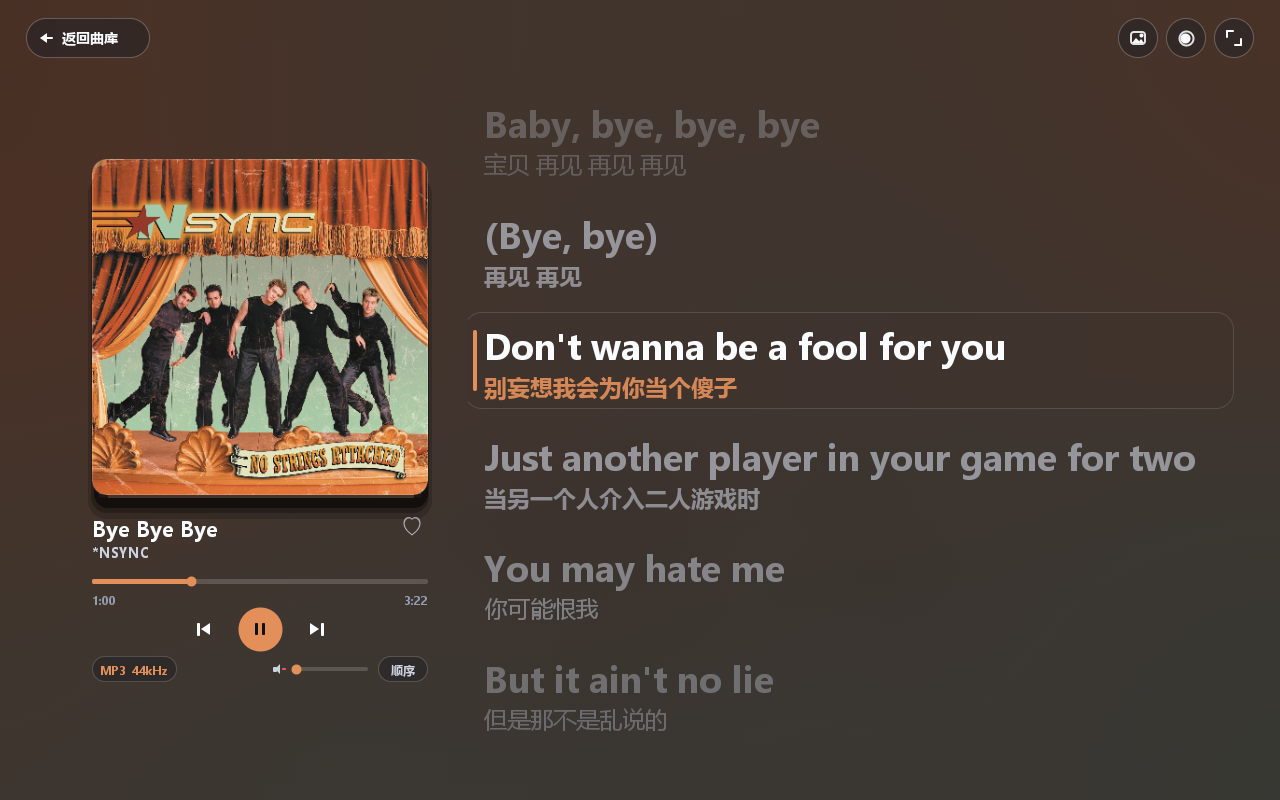 返回曲库
NSYNC
NO STRINGS ATTACHED
Bye Bye Bye
*NSYNC
1:00
3:22
MP3 44kHz
顺序
Baby, bye, bye, bye
宝贝 再见 再见 再见
(Bye, bye)
再见 再见
Don't wanna be a fool for you
别妄想我会为你当个傻子
Just another player in your game for two
当另一个人介入二人游戏时
You may hate me
你可能恨我
But it ain't no lie
但是那不是乱说的